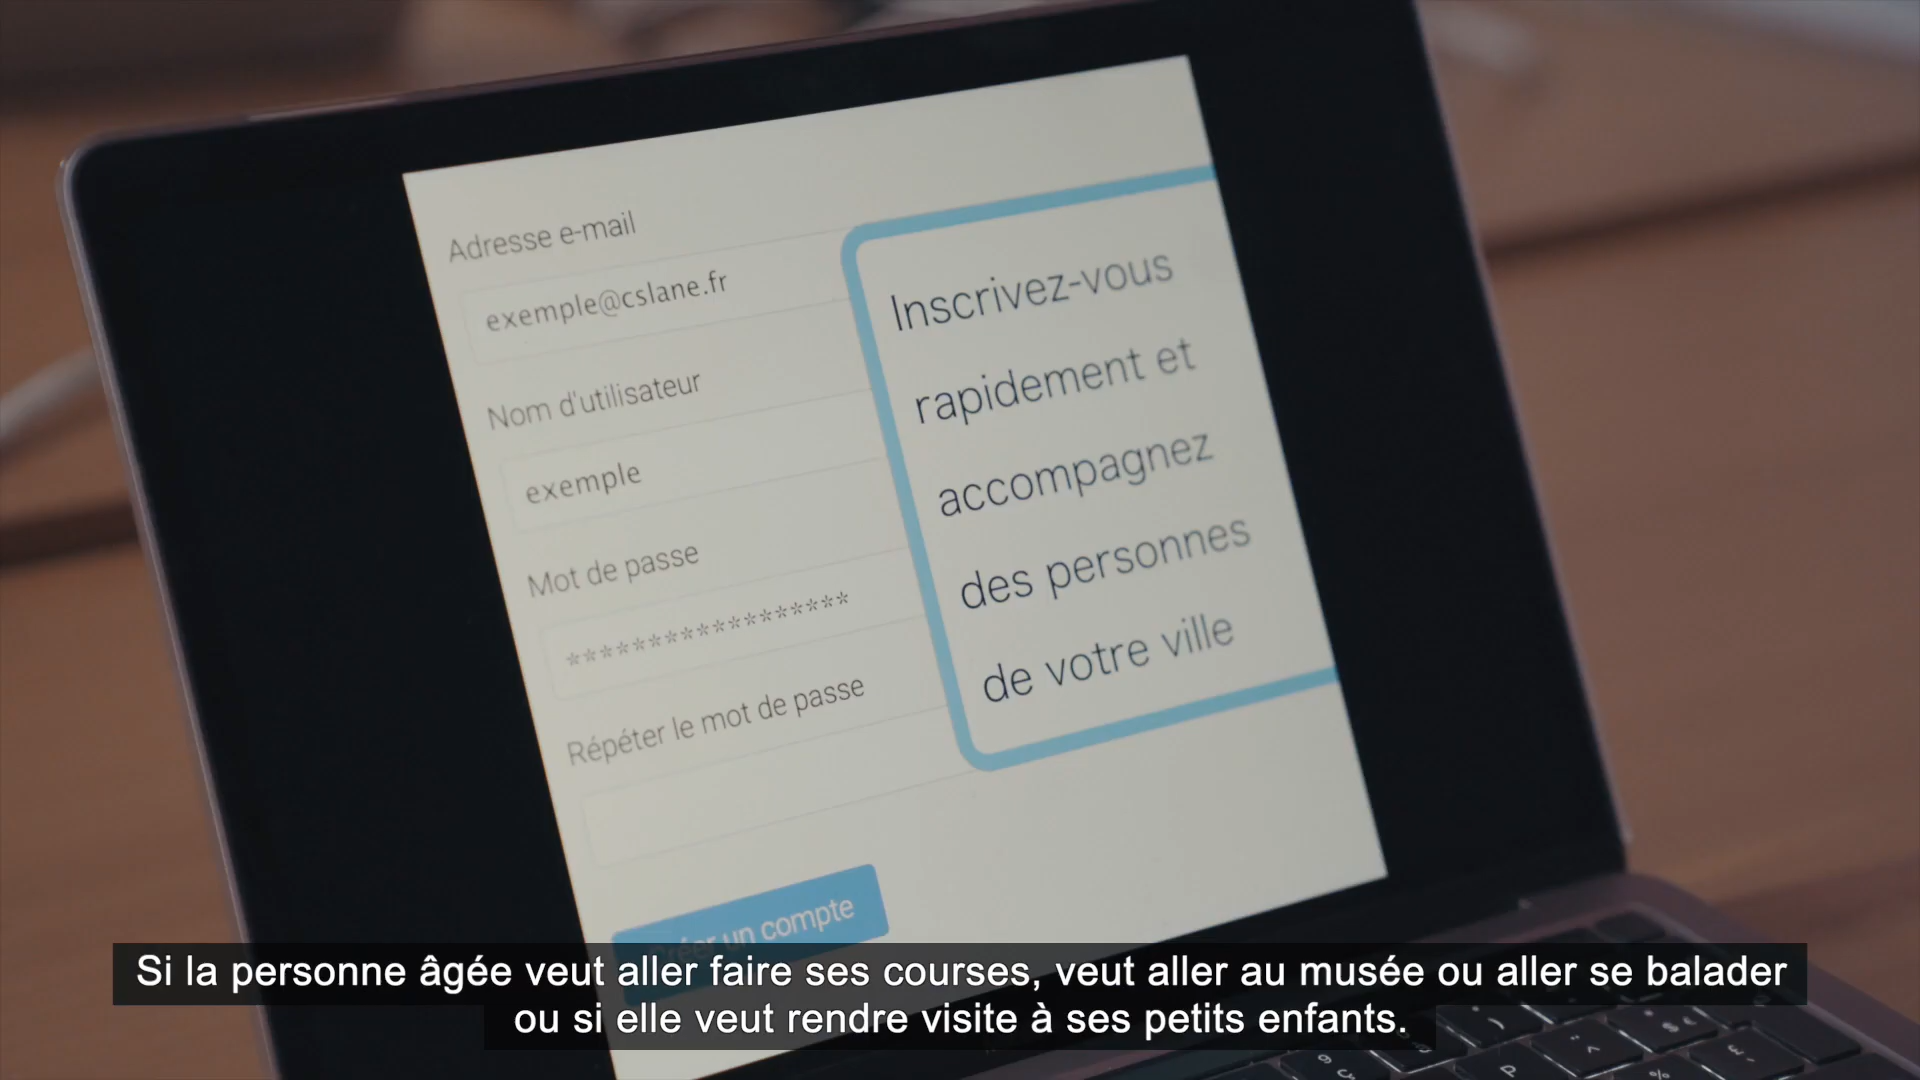 Adresse e-mail
exemple@cslane.fr
Nom d'utilisateur
exemple
Mot de passe
******************
Répéter le mot de passe
Créer un compte
Inscrivez-vous
rapidement et
accompagnez
des personnes
de votre ville
Si la personne âgée veut aller faire ses courses, veut aller au musée ou aller se balader
ou si elle veut rendre visite à ses petits enfants.